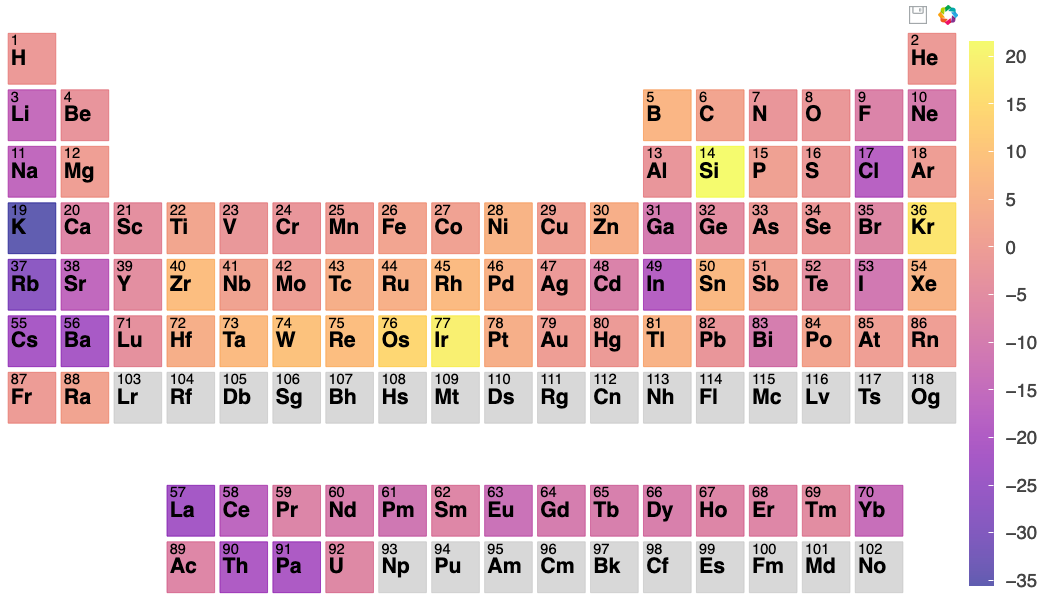 1 2
H He
3 4 5 6 7 8 9 10
Li Be B C N O F Ne
11 12 13 14 15 16 17 18
Na Mg Al Si P S Cl Ar
19 20 21 22 23 24 25 26 27 28 29 30 31 32 33 34 35 36
K Ca Sc Ti V Cr Mn Fe Co Ni Cu Zn Ga Ge As Se Br Kr
37 38 39 40 41 42 43 44 45 46 47 48 49 50 51 52 53 54
Rb Sr Y Zr Nb Mo Tc Ru Rh Pd Ag Cd In Sn Sb Te I Xe
55 56 71 72 73 74 75 76 77 78 79 80 81 82 83 84 85 86
Cs Ba Lu Hf Ta W Re Os Ir Pt Au Hg Tl Pb Bi Po At Rn
87 88 103 104 105 106 107 108 109 110 111 112 113 114 115 116 117 118
Fr Ra Lr Rf Db Sg Bh Hs Mt Ds Rg Cn Nh Fl Mc Lv Ts Og
57 58 59 60 61 62 63 64 65 66 67 68 69 70
La Ce Pr Nd Pm Sm Eu Gd Tb Dy Ho Er Tm Yb
89 90 91 92 93 94 95 96 97 98 99 100 101 102
Ac Th Pa U Np Pu Am Cm Bk Cf Es Fm Md No
20
15
10
5
0
−5
−10
−15
−20
−25
−30
−35